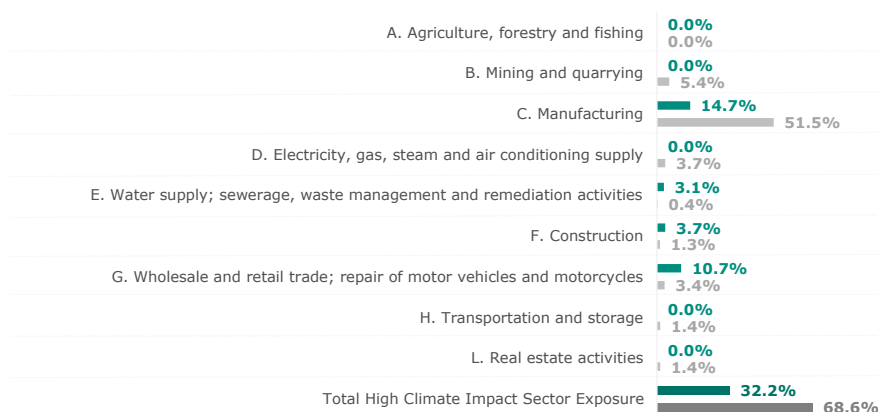 A. Agriculture, forestry and fishing
0.0%
0.0%
B. Mining and quarrying
0.0%
5.4%
C. Manufacturing
14.7%
51.5%
D. Electricity, gas, steam and air conditioning supply
0.0%
3.7%
E. Water supply; sewerage, waste management and remediation activities
3.1%
0.4%
F. Construction
3.7%
1.3%
G. Wholesale and retail trade; repair of motor vehicles and motorcycles
10.7%
3.4%
H. Transportation and storage
0.0%
1.4%
L. Real estate activities
0.0%
1.4%
Total High Climate Impact Sector Exposure
32.2%
68.6%